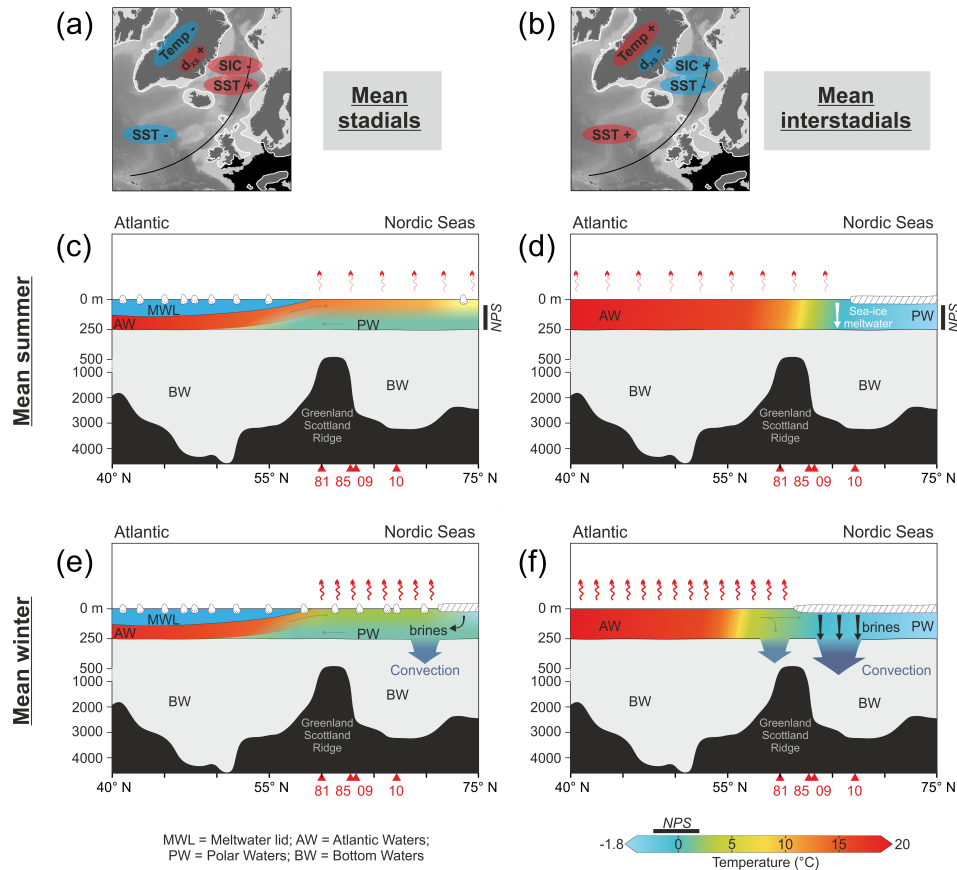 (a)
Temp -
dxs +
SIC -
SST +
SST -
Mean
stadials
(b)
Temp +
dxs -
SIC +
SST -
SST +
Mean
interstadials
Mean summer
(c)
Atlantic
Nordic Seas
0 m
250
500
1000
2000
3000
4000
MWL
AW
PW
NPS
BW
BW
Greenland
Scottland
Ridge
40° N
55° N
75° N
81
85
09
10
(d)
Atlantic
Nordic Seas
0 m
250
500
1000
2000
3000
4000
AW
Sea-ice
meltwater
PW
NPS
BW
BW
Greenland
Scottland
Ridge
40° N
55° N
75° N
81
85
09
10
Mean winter
(e)
Atlantic
Nordic Seas
0 m
250
500
1000
2000
3000
4000
MWL
AW
PW
brines
Convection
BW
BW
Greenland
Scottland
Ridge
40° N
55° N
75° N
81
85
09
10
(f)
Atlantic
Nordic Seas
0 m
250
500
1000
2000
3000
4000
AW
brines
PW
Convection
BW
BW
Greenland
Scottland
Ridge
40° N
55° N
75° N
81
85
09
10
MWL = Meltwater lid; AW = Atlantic Waters;
PW = Polar Waters; BW = Bottom Waters
NPS
-1.8
0
5
10
15
20
Temperature (°C)